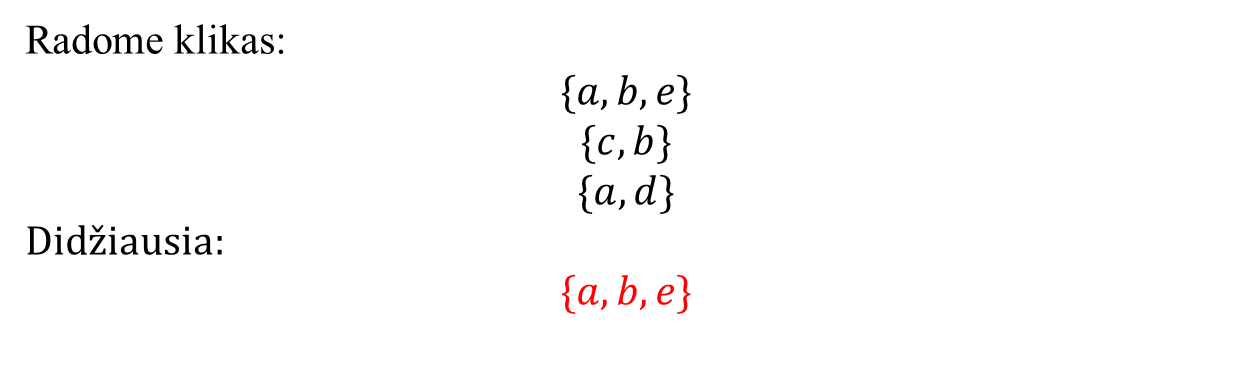 Radome klikas:
{a, b, e}
{c, b}
{a, d}
Didžiausia:
{a, b, e}